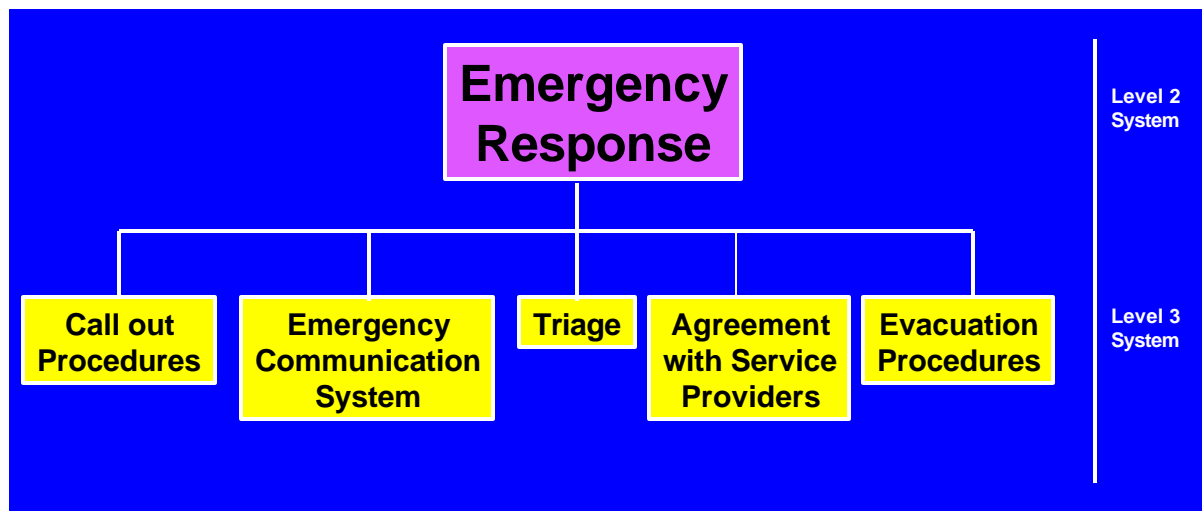 Emergency
Response
Level 2
System
Call out
Procedures
Emergency
Communication
System
Triage
Agreement
with Service
Providers
Evacuation
Procedures
Level 3
System